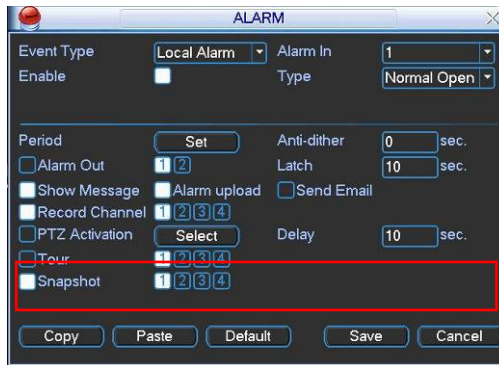 ALARM
Event Type Local Alarm Alarm In 1
Enable Type Normal Open
Period Set Anti-dither 0 sec.
Alarm Out 1 2 Latch 10 sec.
Show Message Alarm upload Send Email
Record Channel 1 2 3 4
PTZ Activation Select Delay 10 sec.
Tour 1 2 3 4
Snapshot 1 2 3 4
Copy Paste Default Save Cancel